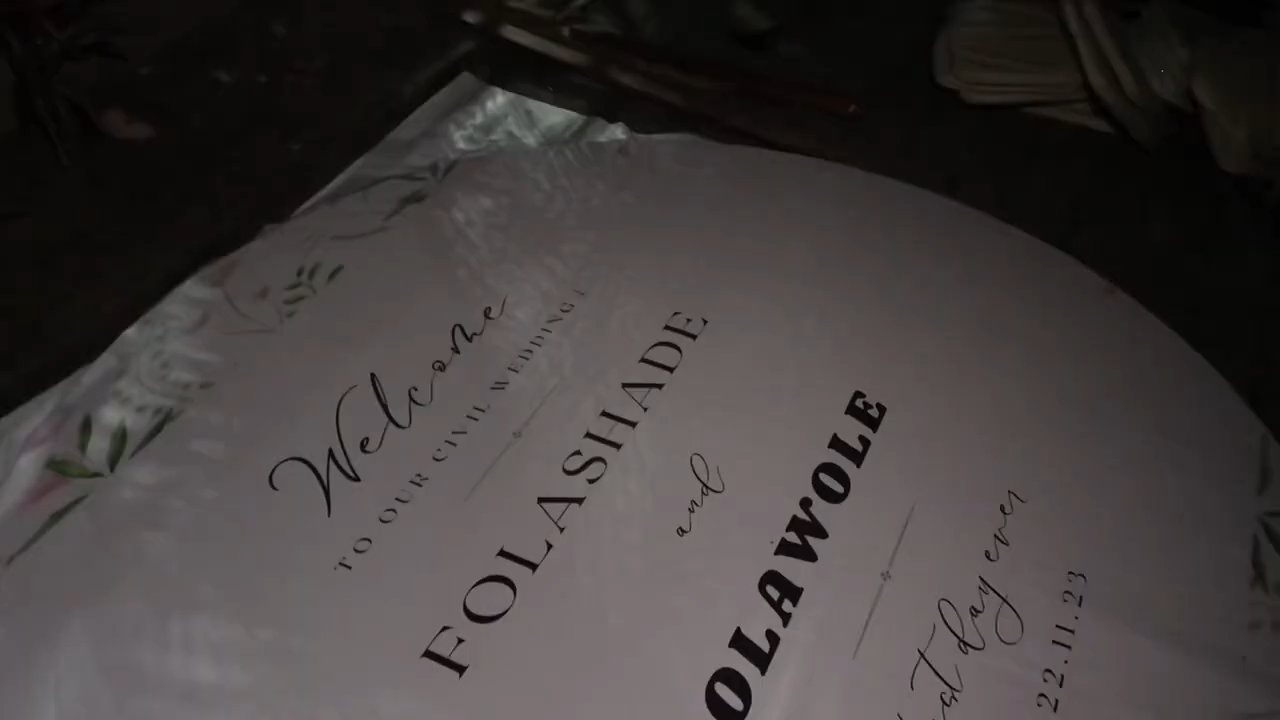 Welcome
TO OUR CIVIL WEDDING
FOLASHADE
and
OLAWOLE
day ever
22.11.23